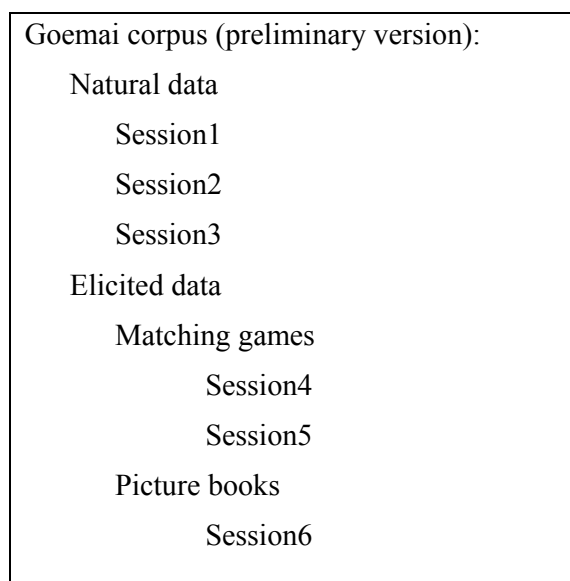 Goemai corpus (preliminary version):
Natural data
Session1
Session2
Session3
Elicited data
Matching games
Session4
Session5
Picture books
Session6